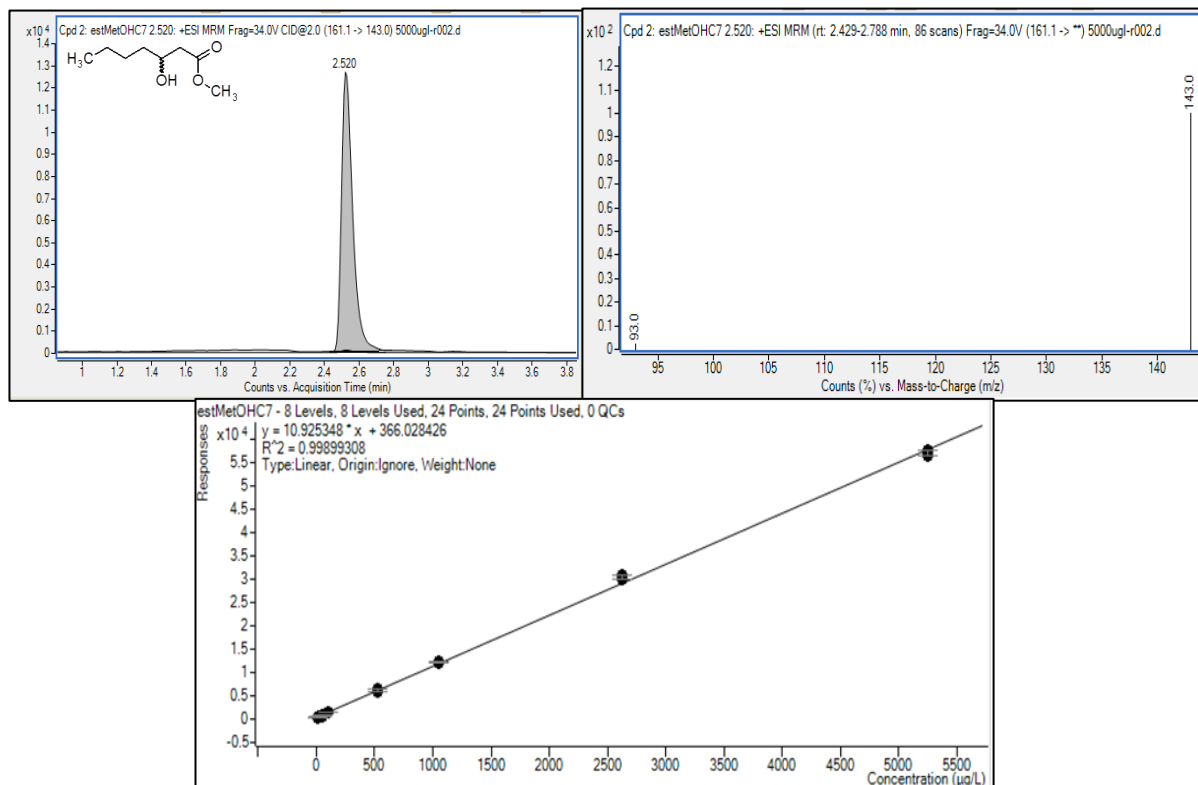 Cpd 2: estMetOHC7 2.520: +ESI MRM Frag=34.0V CID@2.0 (161.1 -> 143.0) 5000ugl-r002.d
x10⁴
1.4
1.3
1.2
1.1
1
0.9
0.8
0.7
0.6
0.5
0.4
0.3
0.2
0.1
0
H₃C
OH
O
O
CH₃
2.520
1 1.2 1.4 1.6 1.8 2 2.2 2.4 2.6 2.8 3 3.2 3.4 3.6 3.8
Counts vs. Acquisition Time (min)
Cpd 2: estMetOHC7 2.520: +ESI MRM (rt: 2.429-2.788 min, 86 scans) Frag=34.0V (161.1 -> **) 5000ugl-r002.d
x10²
1.2
1.1
1
0.9
0.8
0.7
0.6
0.5
0.4
0.3
0.2
0.1
0
93.0
143.0
95 100 105 110 115 120 125 130 135 140
Counts (%) vs. Mass-to-Charge (m/z)
estMetOHC7 - 8 Levels, 8 Levels Used, 24 Points, 24 Points Used, 0 QCs
Responses
x10⁴
y = 10.925348 * x + 366.028426
R^2 = 0.99899308
Type:Linear, Origin:Ignore, Weight:None
5.5
5
4.5
4
3.5
3
2.5
2
1.5
1
0.5
0
-0.5
0 500 1000 1500 2000 2500 3000 3500 4000 4500 5000 5500
Concentration (µg/L)